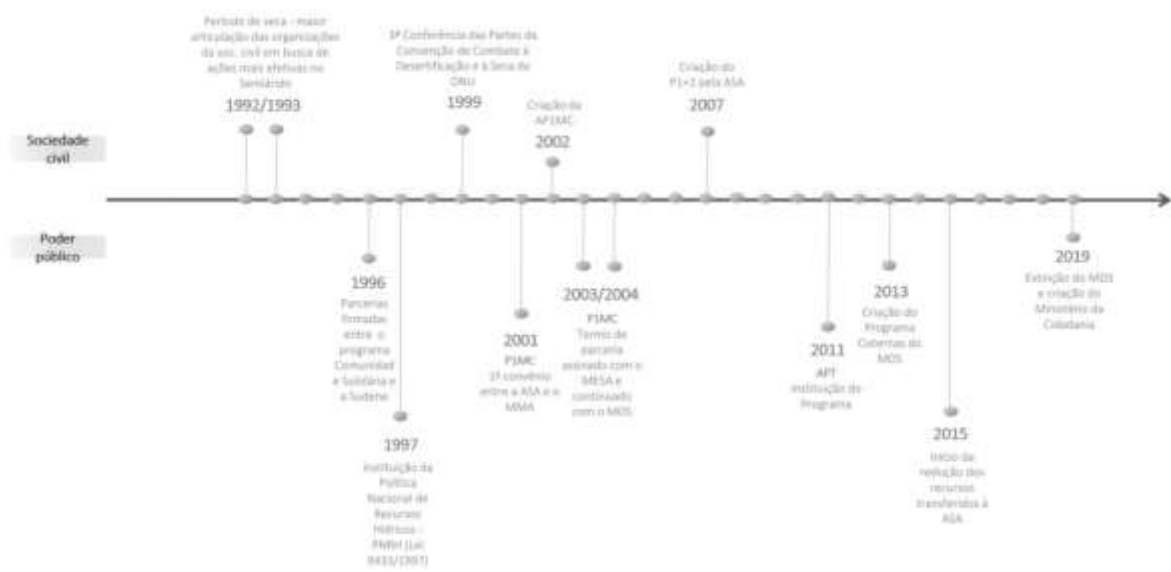 Período de seca - maior
articulação das organizações
da soc. civil em busca de
ações mais efetivas no
Semiárido
1992/1993
3ª Conferência das Partes da
Convenção de Combate à
Desertificação e à Seca da
ONU
1999
Criação da
AP1MC
2002
Criação do
P1+2 pela ASA
2007
Sociedade
civil
Poder
público
1996
Parcerias
firmadas
entre o
programa
Comunidad
e Solidária e
a Sudene
1997
Instituição da
Política
Nacional de
Recursos
Hídricos -
PNRH (Lei
9433/1997)
2001
P1MC
1º convênio
entre a ASA e o
MMA
2003/2004
P1MC
Termo de
parceria
assinado com o
MESA e
continuado
com o MDS
2011
APT
Instituição do
Programa
2013
Criação do
Programa
Cisternas do
MDS
2015
Início da
redução dos
recursos
transferidos à
ASA
2019
Extinção do MDS
e criação do
Ministério da
Cidadania